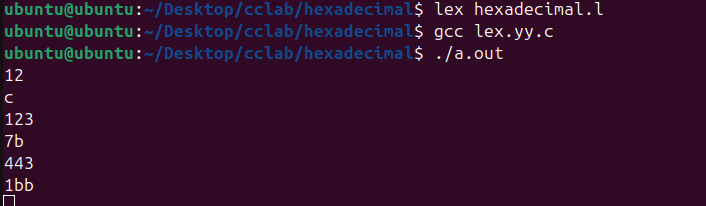 ubuntu@ubuntu:~/Desktop/cclab/hexadecimal$ lex hexadecimal.l
ubuntu@ubuntu:~/Desktop/cclab/hexadecimal$ gcc lex.yy.c
ubuntu@ubuntu:~/Desktop/cclab/hexadecimal$ ./a.out
12
c
123
7b
443
1bb